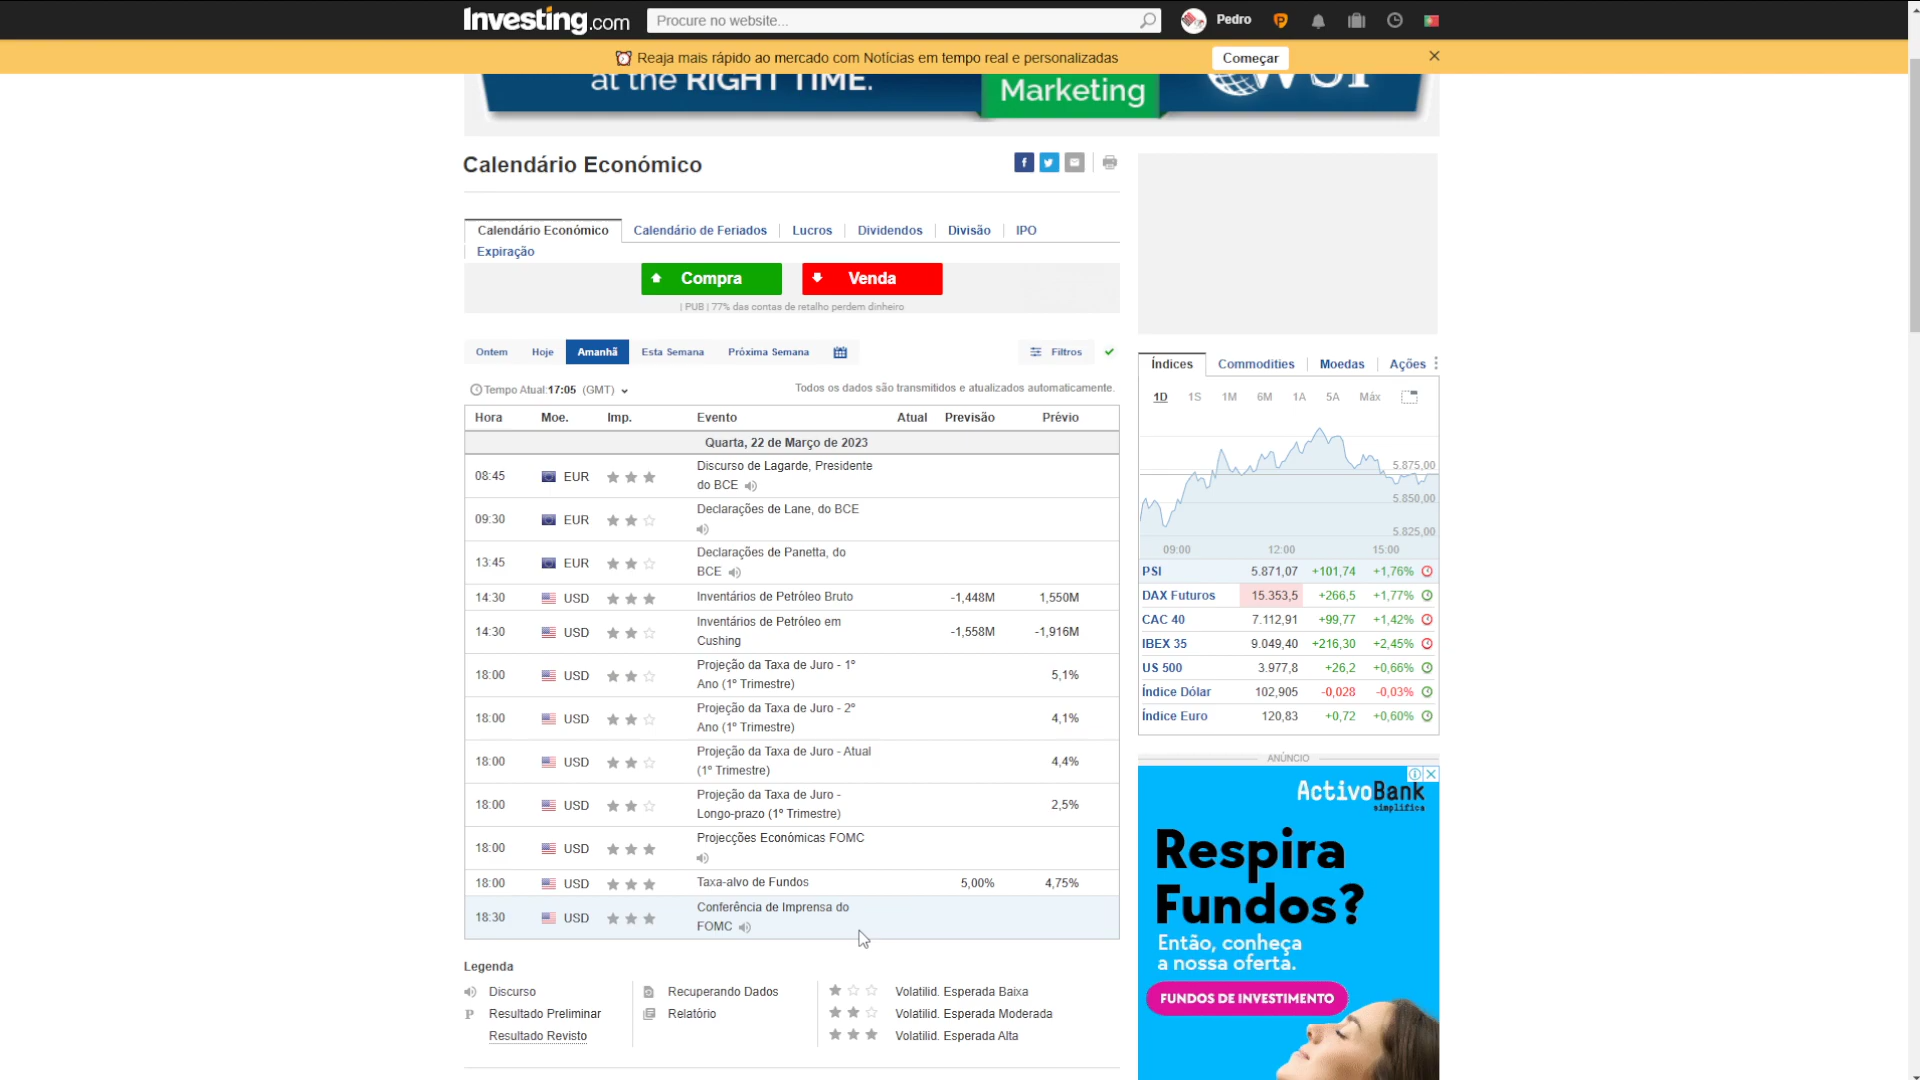 Investing.com
Procure no website...
Pedro
Reaja mais rápido ao mercado com Notícias em tempo real e personalizadas
Começar
at the RIGHT TIME.
Marketing
WSI
Calendário Económico
Calendário Económico
Calendário de Feriados
Lucros
Dividendos
Divisão
IPO
Expiração
Compra
Venda
| PUB | 77% das contas de retalho perdem dinheiro
Ontem
Hoje
Amanhã
Esta Semana
Próxima Semana
Filtros
Tempo Atual:17:05 (GMT)
Todos os dados são transmitidos e atualizados automaticamente.
Hora Moe. Imp. Evento Atual Previsão Prévio
Quarta, 22 de Março de 2023
08:45 EUR Discurso de Lagarde, Presidente
do BCE
09:30 EUR Declarações de Lane, do BCE
13:45 EUR Declarações de Panetta, do
BCE
14:30 USD Inventários de Petróleo Bruto -1,448M 1,550M
14:30 USD Inventários de Petróleo em
Cushing -1,558M -1,916M
18:00 USD Projeção da Taxa de Juro - 1º
Ano (1º Trimestre) 5,1%
18:00 USD Projeção da Taxa de Juro - 2º
Ano (1º Trimestre) 4,1%
18:00 USD Projeção da Taxa de Juro - Atual
(1º Trimestre) 4,4%
18:00 USD Projeção da Taxa de Juro -
Longo-prazo (1º Trimestre) 2,5%
18:00 USD Projecções Económicas FOMC
18:00 USD Taxa-alvo de Fundos 5,00% 4,75%
18:30 USD Conferência de Imprensa do
FOMC
Legenda
Discurso
P Resultado Preliminar
Resultado Revisto
Recuperando Dados
Relatório
Volatilid. Esperada Baixa
Volatilid. Esperada Moderada
Volatilid. Esperada Alta
Índices
Commodities
Moedas
Ações
1D 1S 1M 6M 1A 5A Máx
5.875,00
5.850,00
5.825,00
09:00 12:00 15:00
PSI 5.871,07 +101,74 +1,76%
DAX Futuros 15.353,5 +266,5 +1,77%
CAC 40 7.112,91 +99,77 +1,42%
IBEX 35 9.049,40 +216,30 +2,45%
US 500 3.977,8 +26,2 +0,66%
Índice Dólar 102,905 -0,028 -0,03%
Índice Euro 120,83 +0,72 +0,60%
ANÚNCIO
ActivoBank
simplifica
Respira
Fundos?
Então, conheça
a nossa oferta.
FUNDOS DE INVESTIMENTO